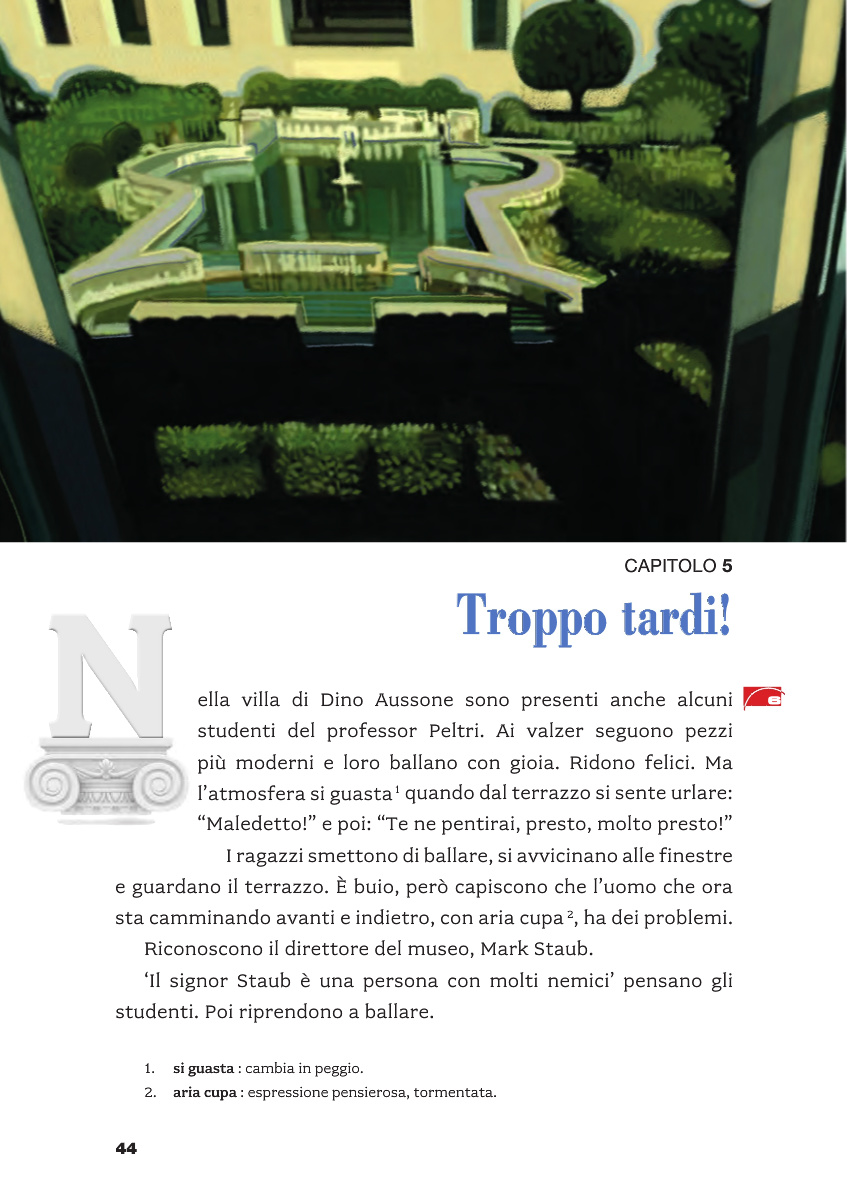 CAPITOLO 5
Troppo tardi!
Nella villa di Dino Aussone sono presenti anche alcuni
6
studenti del professor Peltri. Ai valzer seguono pezzi
più moderni e loro ballano con gioia. Ridono felici. Ma
l’atmosfera si guasta1 quando dal terrazzo si sente urlare:
“Maledetto!” e poi: “Te ne pentirai, presto, molto presto!”
I ragazzi smettono di ballare, si avvicinano alle finestre
e guardano il terrazzo. È buio, però capiscono che l’uomo che ora
sta camminando avanti e indietro, con aria cupa2, ha dei problemi.
Riconoscono il direttore del museo, Mark Staub.
‘Il signor Staub è una persona con molti nemici’ pensano gli
studenti. Poi riprendono a ballare.
1. si guasta : cambia in peggio.
2. aria cupa : espressione pensierosa, tormentata.
44